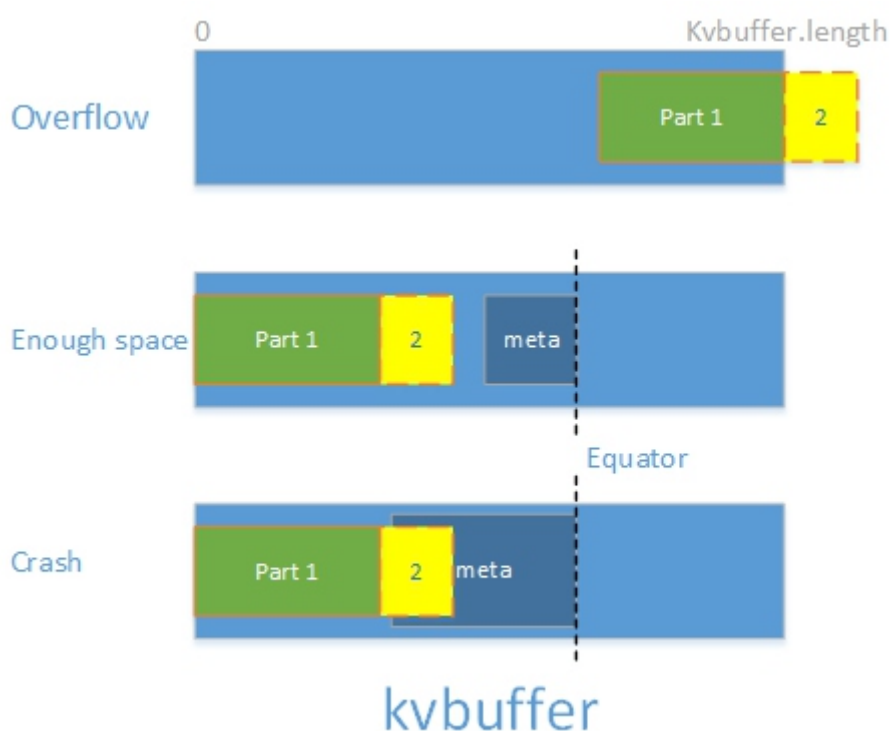 0 Kvbuffer.length
Overflow Part 1 2
Enough space Part 1 2 meta
Equator
Crash Part 1 2 meta
kvbuffer